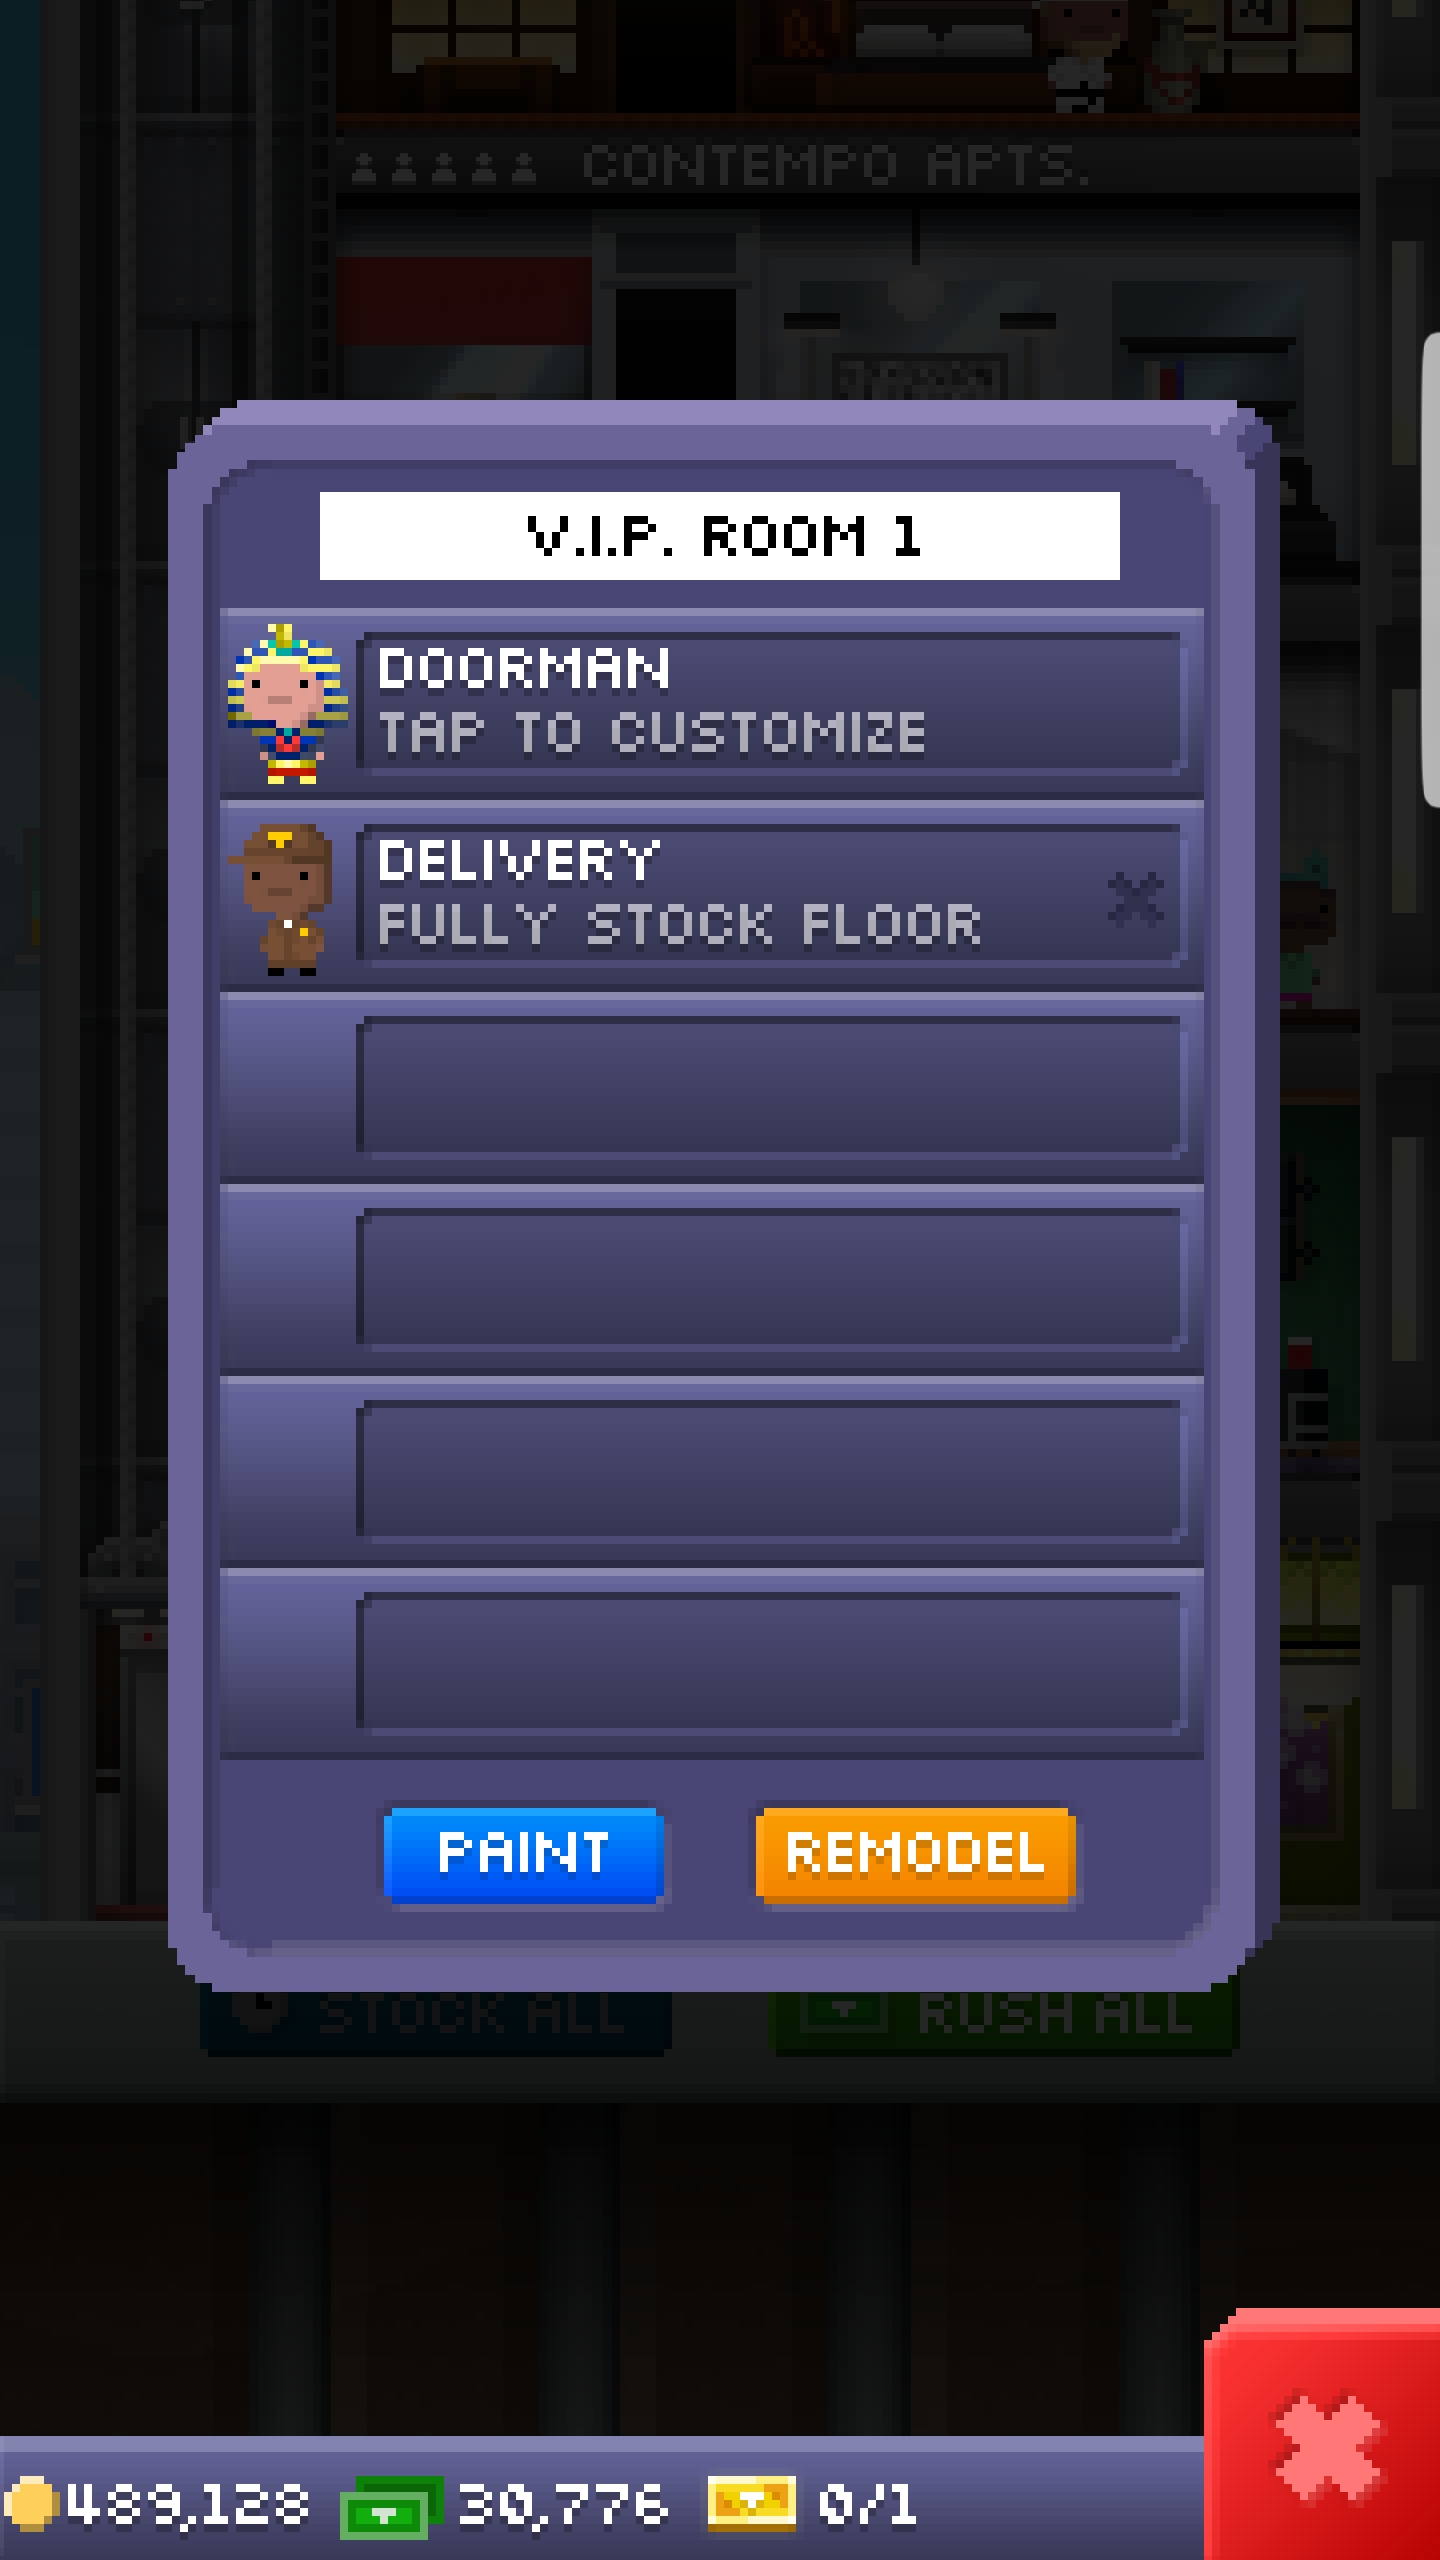 CONTEMPO APTS.
V.I.P. ROOM 1
DOORMAN
TAP TO CUSTOMIZE
DELIVERY
FULLY STOCK FLOOR
PAINT
REMODEL
STOCK ALL
RUSH ALL
489,128
30,776
0/1